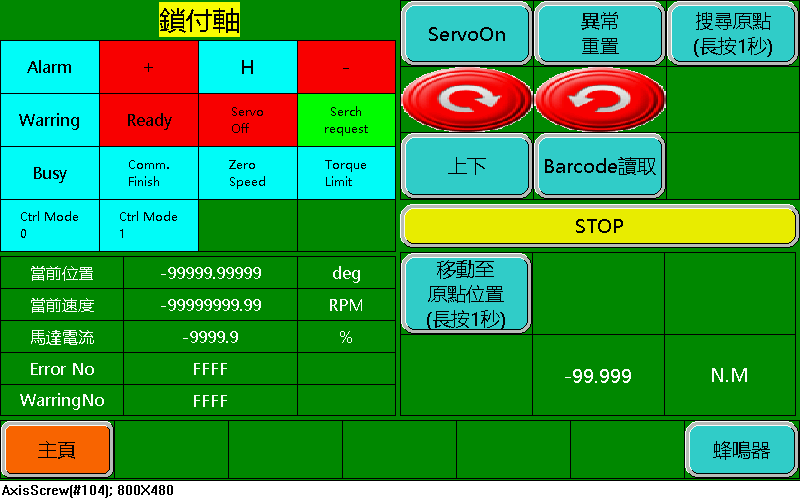 鎖付軸
Alarm
+
H
-
Warring
Ready
Servo
Off
Serch
request
Busy
Comm.
Finish
Zero
Speed
Torque
Limit
Ctrl Mode
0
Ctrl Mode
1
當前位置 -99999.99999 deg
當前速度 -99999999.99 RPM
馬達電流 -9999.9 %
Error No FFFF
WarringNo FFFF
ServoOn
異常
重置
搜尋原點
(長按1秒)
上下
Barcode讀取
STOP
移動至
原點位置
(長按1秒)
-99.999 N.M
主頁
蜂鳴器
AxisScrew(#104); 800X480